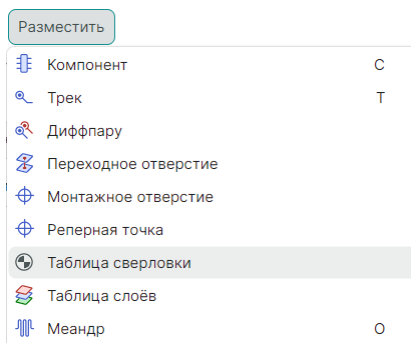 Разместить
Компонент C
Трек T
Диффпару
Переходное отверстие
Монтажное отверстие
Реперная точка
Таблица сверловки
Таблица слоёв
Меандр O